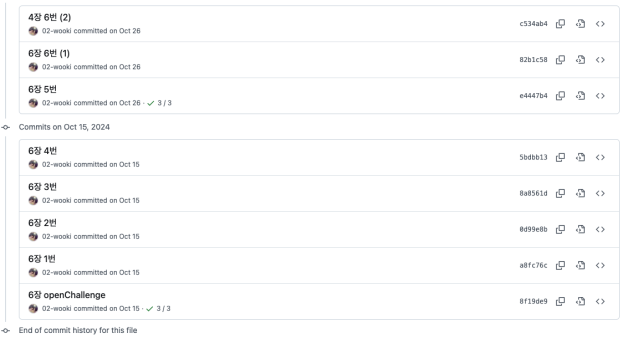 4장 6번 (2)
c534ab4
02-wooki committed on Oct 26
6장 6번 (1)
82b1c58
02-wooki committed on Oct 26
6장 5번
e4447b4
02-wooki committed on Oct 26 · ✓ 3 / 3
Commits on Oct 15, 2024
6장 4번
5bdbb13
02-wooki committed on Oct 15
6장 3번
8a8561d
02-wooki committed on Oct 15
6장 2번
0d99e8b
02-wooki committed on Oct 15
6장 1번
a8fc76c
02-wooki committed on Oct 15
6장 openChallenge
8f19de9
02-wooki committed on Oct 15 · ✓ 3 / 3
End of commit history for this file